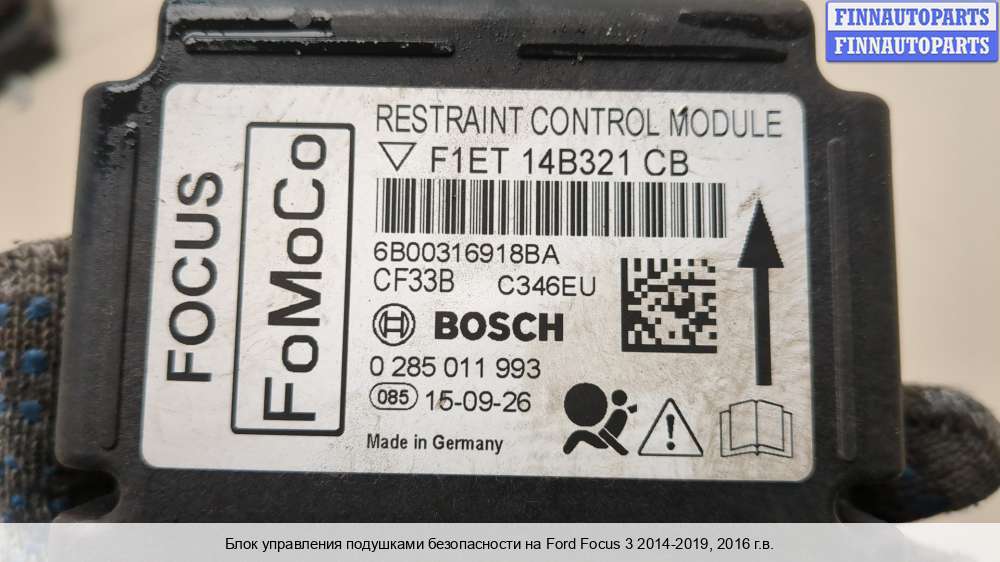 FINNAUTOPARTS
FINNAUTOPARTS
RESTRAINT CONTROL MODULE
F1ET 14B321 CB
6B00316918BA
CF33B C346EU
BOSCH
0 285 011 993
085 15-09-26
Made in Germany
FOCUS
FoMoCo
Блок управления подушками безопасности на Ford Focus 3 2014-2019, 2016 г.в.